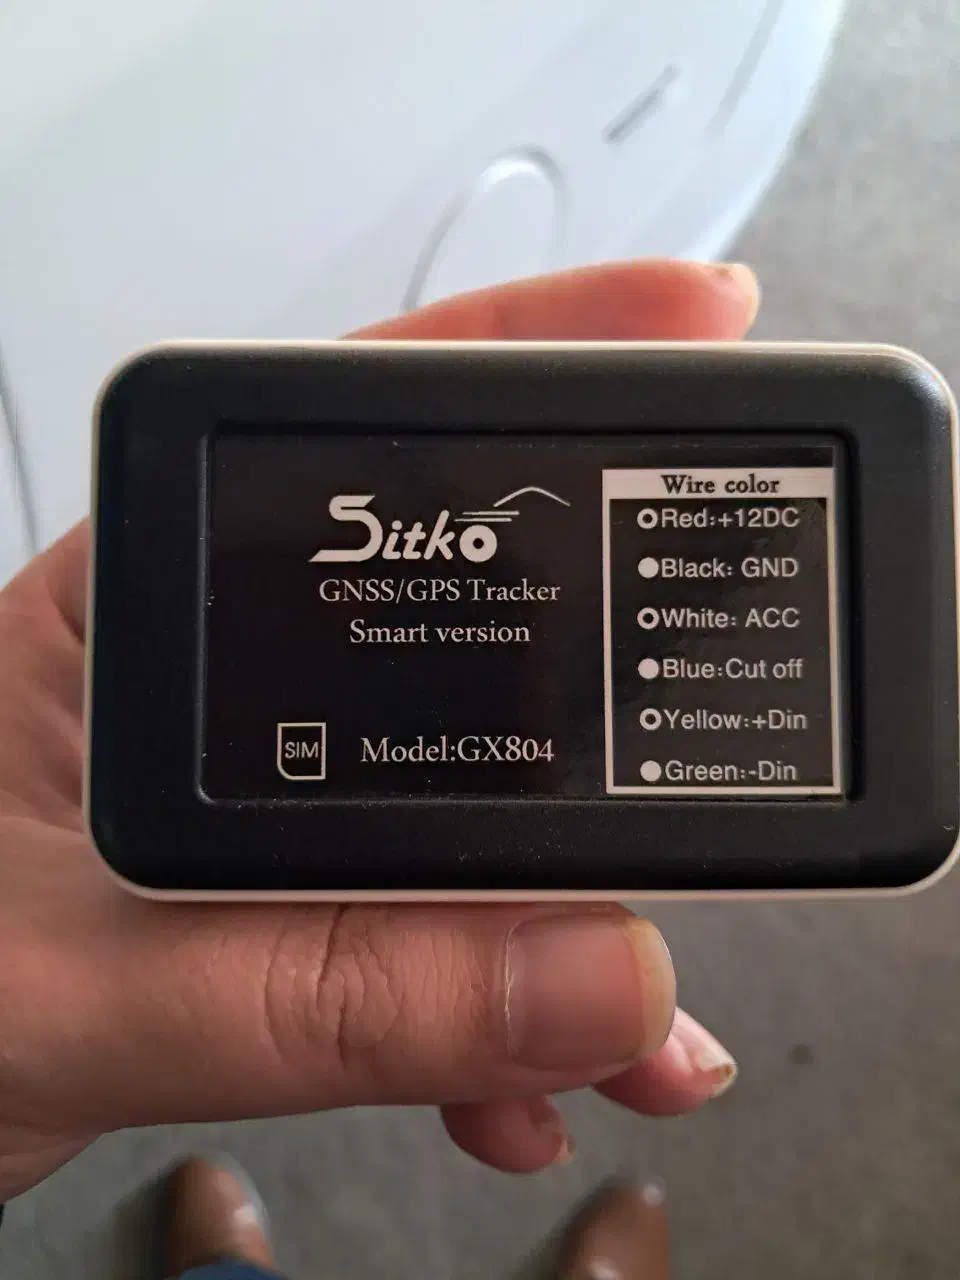 Sitko
GNSS/GPS Tracker
Smart version
SIM
Model:GX804
Wire color
Red:+12DC
Black: GND
White: ACC
Blue:Cut off
Yellow:+Din
Green:-Din